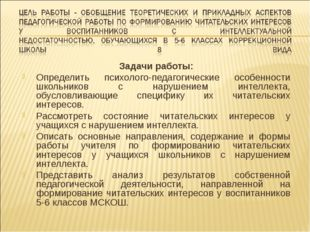 ЦЕЛЬ РАБОТЫ - ОБОБЩЕНИЕ ТЕОРЕТИЧЕСКИХ И ПРИКЛАДНЫХ АСПЕКТОВ
ПЕДАГОГИЧЕСКОЙ РАБОТЫ ПО ФОРМИРОВАНИЮ ЧИТАТЕЛЬСКИХ ИНТЕРЕСОВ
У ВОСПИТАННИКОВ С ИНТЕЛЛЕКТУАЛЬНОЙ
НЕДОСТАТОЧНОСТЬЮ, ОБУЧАЮЩИХСЯ В 5-6 КЛАССАХ КОРРЕКЦИОННОЙ
ШКОЛЫ 8 ВИДА
Задачи работы:
Определить психолого-педагогические особенности
школьников с нарушением интеллекта,
обусловливающие специфику их читательских
интересов.
Рассмотреть состояние читательских интересов у
учащихся с нарушением интеллекта.
Описать основные направления, содержание и формы
работы учителя по формированию читательских
интересов у учащихся школьников с нарушением
интеллекта.
Представить анализ результатов собственной
педагогической деятельности, направленной на
формирование читательских интересов у воспитанников
5-6 классов МСКОШ.